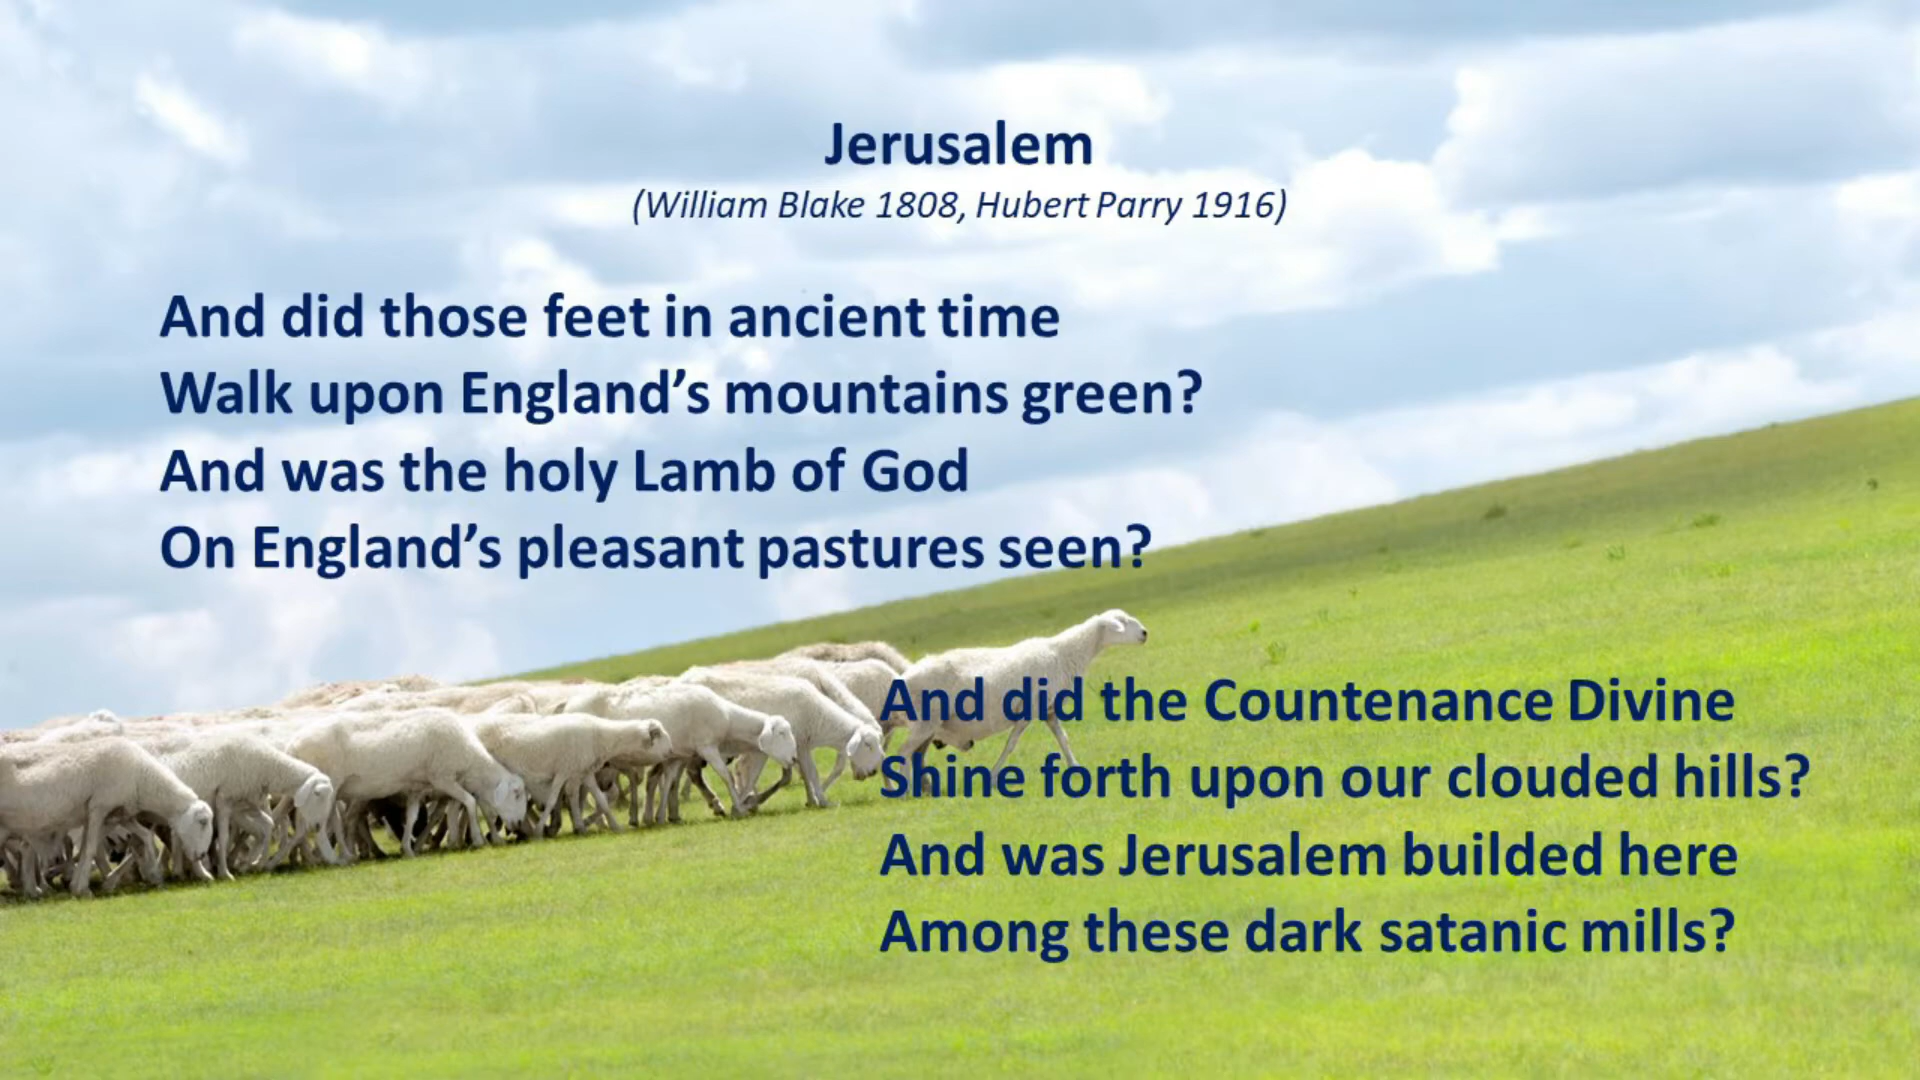 Jerusalem
(William Blake 1808, Hubert Parry 1916)
And did those feet in ancient time
Walk upon England’s mountains green?
And was the holy Lamb of God
On England’s pleasant pastures seen?
And did the Countenance Divine
Shine forth upon our clouded hills?
And was Jerusalem builded here
Among these dark satanic mills?